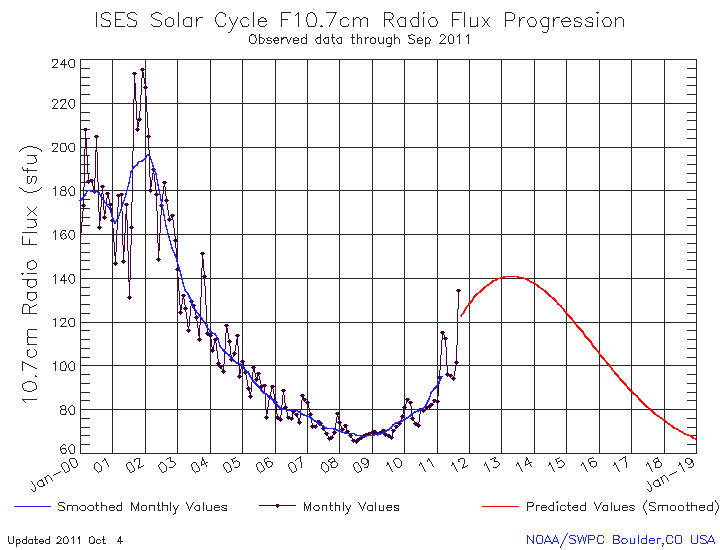 ISES Solar Cycle F10.7cm Radio Flux Progression
Observed data through Sep 2011
10.7cm Radio Flux (sfu)
240
220
200
180
160
140
120
100
80
60
Jan-00 01 02 03 04 05 06 07 08 09 10 11 12 13 14 15 16 17 18 Jan-19
Smoothed Monthly Values Monthly Values Predicted Values (Smoothed)
Updated 2011 Oct 4 NOAA/SWPC Boulder,CO USA